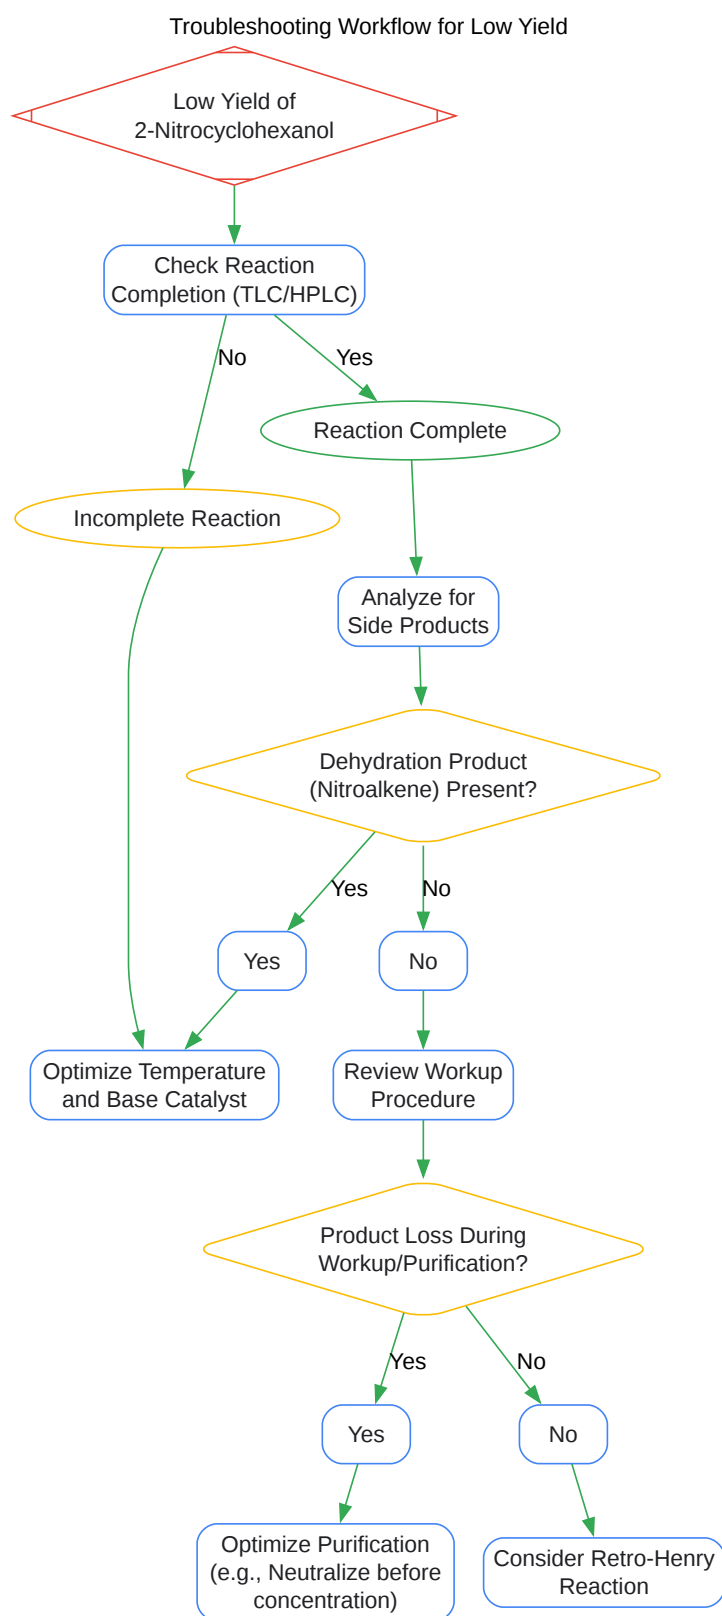 Troubleshooting Workflow for Low Yield
Low Yield of
2-Nitrocyclohexanol
Check Reaction
Completion (TLC/HPLC)
No
Yes
Reaction Complete
Incomplete Reaction
Analyze for
Side Products
Dehydration Product
(Nitroalkene) Present?
Yes
No
Yes
No
Optimize Temperature
and Base Catalyst
Review Workup
Procedure
Product Loss During
Workup/Purification?
Yes
No
Yes
No
Optimize Purification
(e.g., Neutralize before
concentration)
Consider Retro-Henry
Reaction